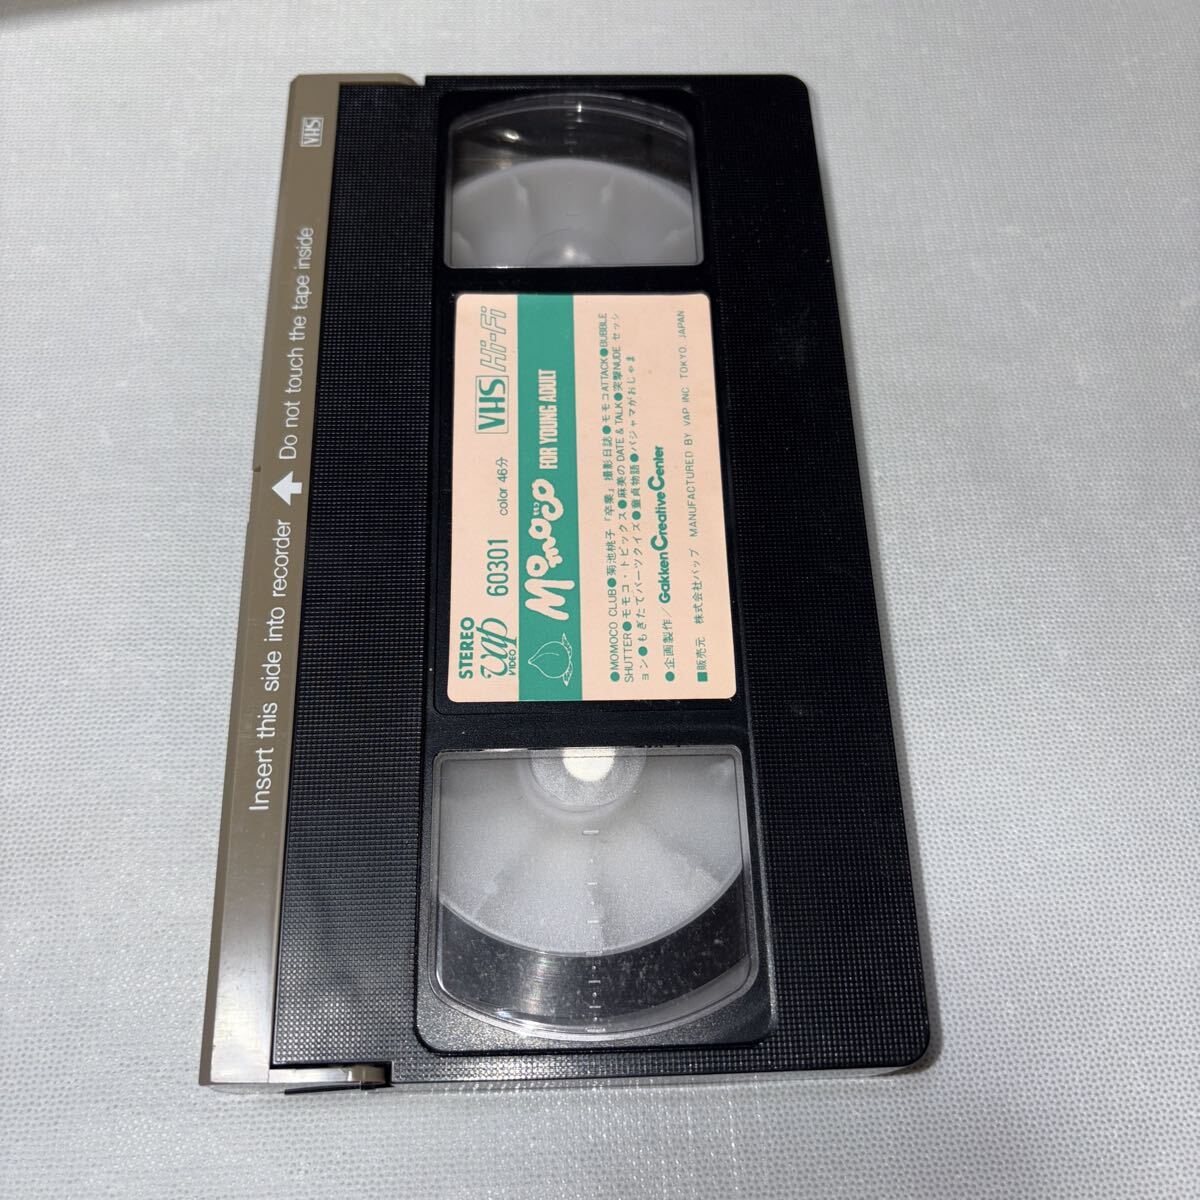 Insert this side into recorder
Do not touch the tape inside
VHS
STEREO
vap
VIDEO
60301
color 46分
VHS Hi-Fi
MOMOCO
モモコ
FOR YOUNG ADULT
●MOMOCO CLUB●菊池桃子「卒業」撮影日誌●モモコATTACK●BUBBLE
SHUTTER●モモコ・トピックス●麻美のDATE & TALK●突撃NUDE セッシ
ョン●もぎたてパーツクイズ●童貞物語●パジャマがおじゃま
●企画製作/GakkenCreativeCenter
■販売元 株式会社バップ MANUFACTURED BY VAP INC TOKYO. JAPAN